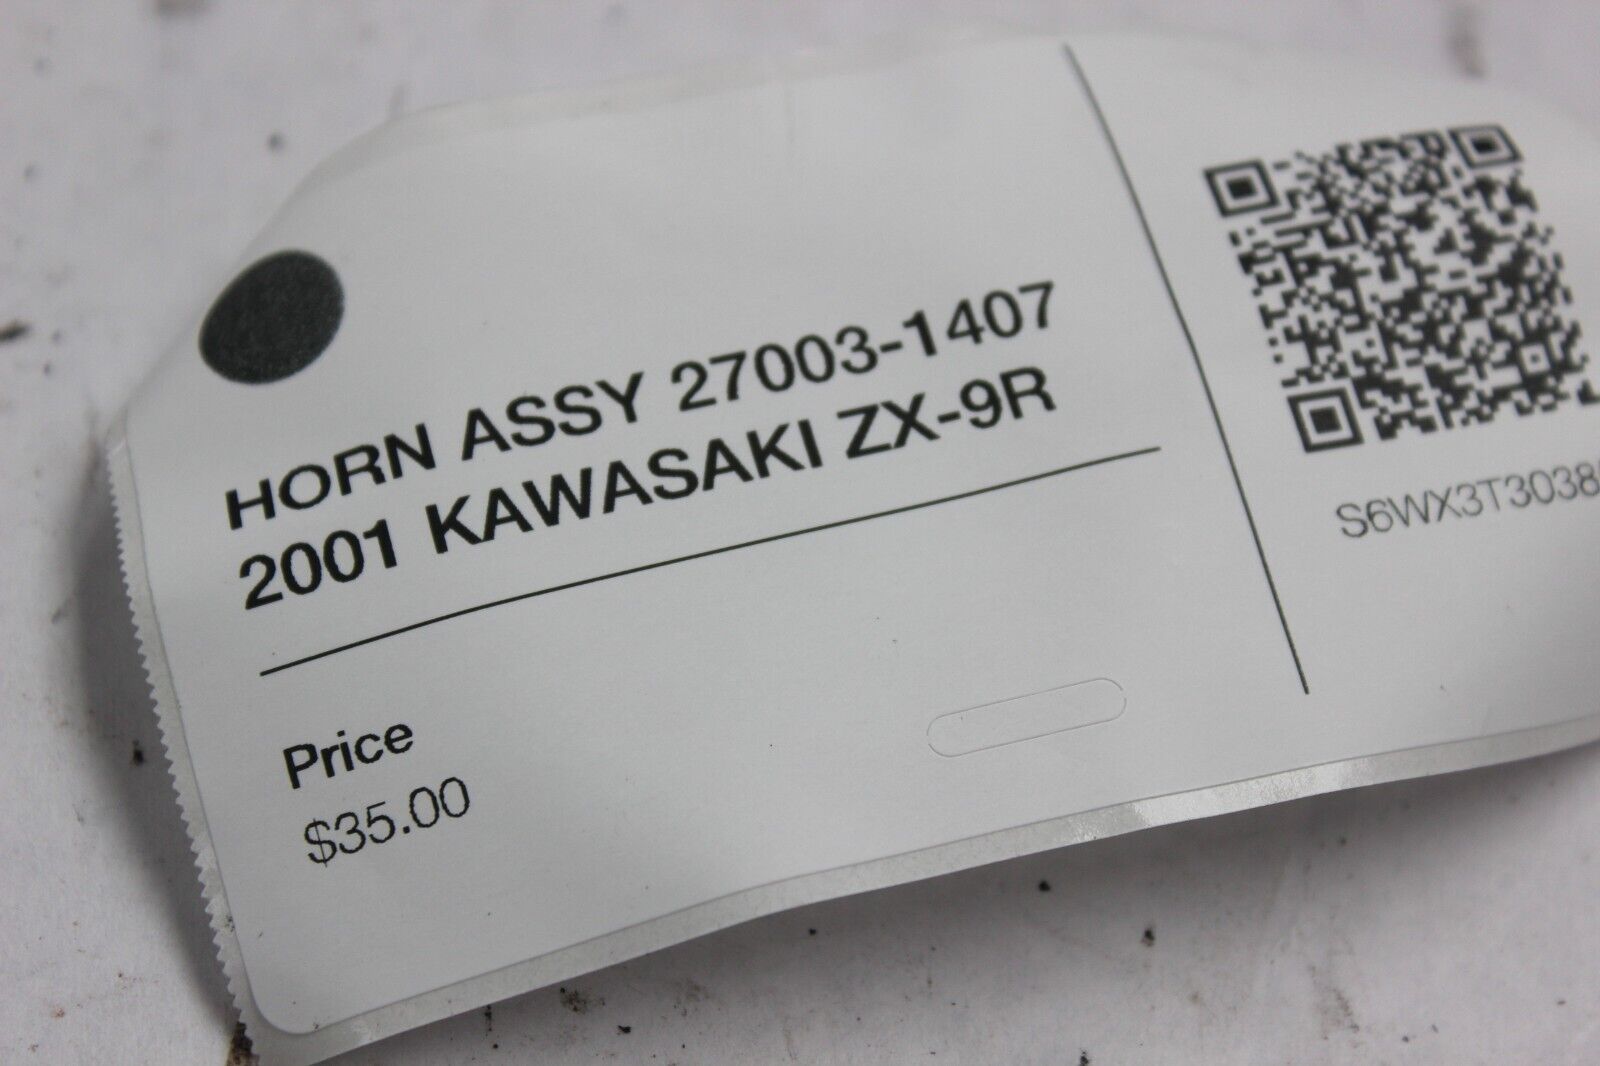 HORN ASSY 27003-1407
2001 KAWASAKI ZX-9R
Price
$35.00